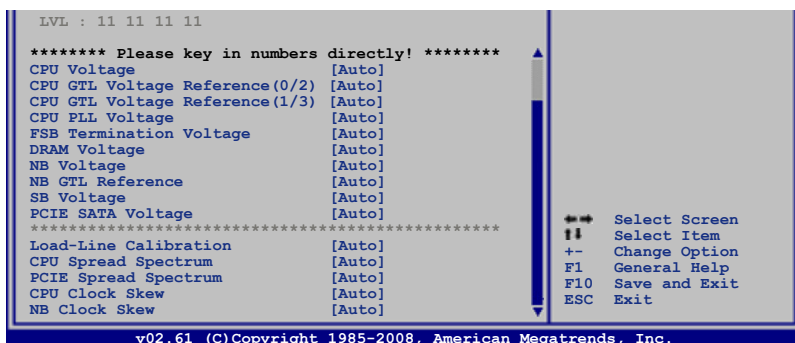 LVL : 11 11 11 11
******** Please key in numbers directly! ********
CPU Voltage [Auto]
CPU GTL Voltage Reference(0/2) [Auto]
CPU GTL Voltage Reference(1/3) [Auto]
CPU PLL Voltage [Auto]
FSB Termination Voltage [Auto]
DRAM Voltage [Auto]
NB Voltage [Auto]
NB GTL Reference [Auto]
SB Voltage [Auto]
PCIE SATA Voltage [Auto]
**************************************************
Load-Line Calibration [Auto]
CPU Spread Spectrum [Auto]
PCIE Spread Spectrum [Auto]
CPU Clock Skew [Auto]
NB Clock Skew [Auto]
←→ Select Screen
↑↓ Select Item
+- Change Option
F1 General Help
F10 Save and Exit
ESC Exit
v02.61 (C)Copyright 1985-2008, American Megatrends, Inc.